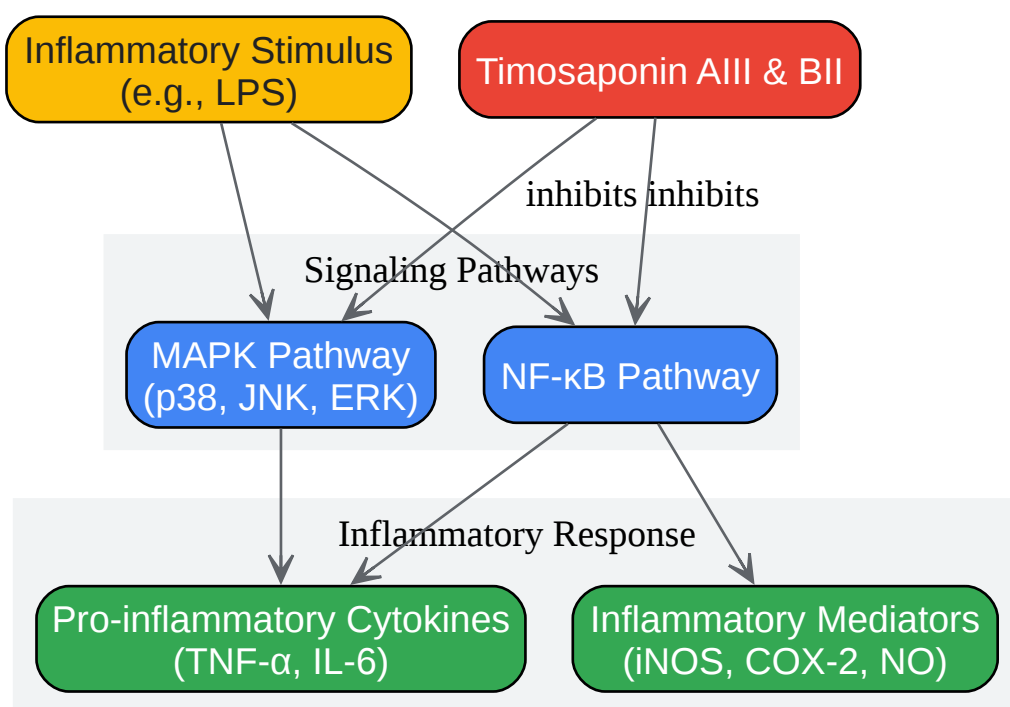 Inflammatory Stimulus
(e.g., LPS)
Timosaponin AIII & BII
inhibits inhibits
Signaling Pathways
MAPK Pathway
(p38, JNK, ERK)
NF-κB Pathway
Inflammatory Response
Pro-inflammatory Cytokines
(TNF-α, IL-6)
Inflammatory Mediators
(iNOS, COX-2, NO)